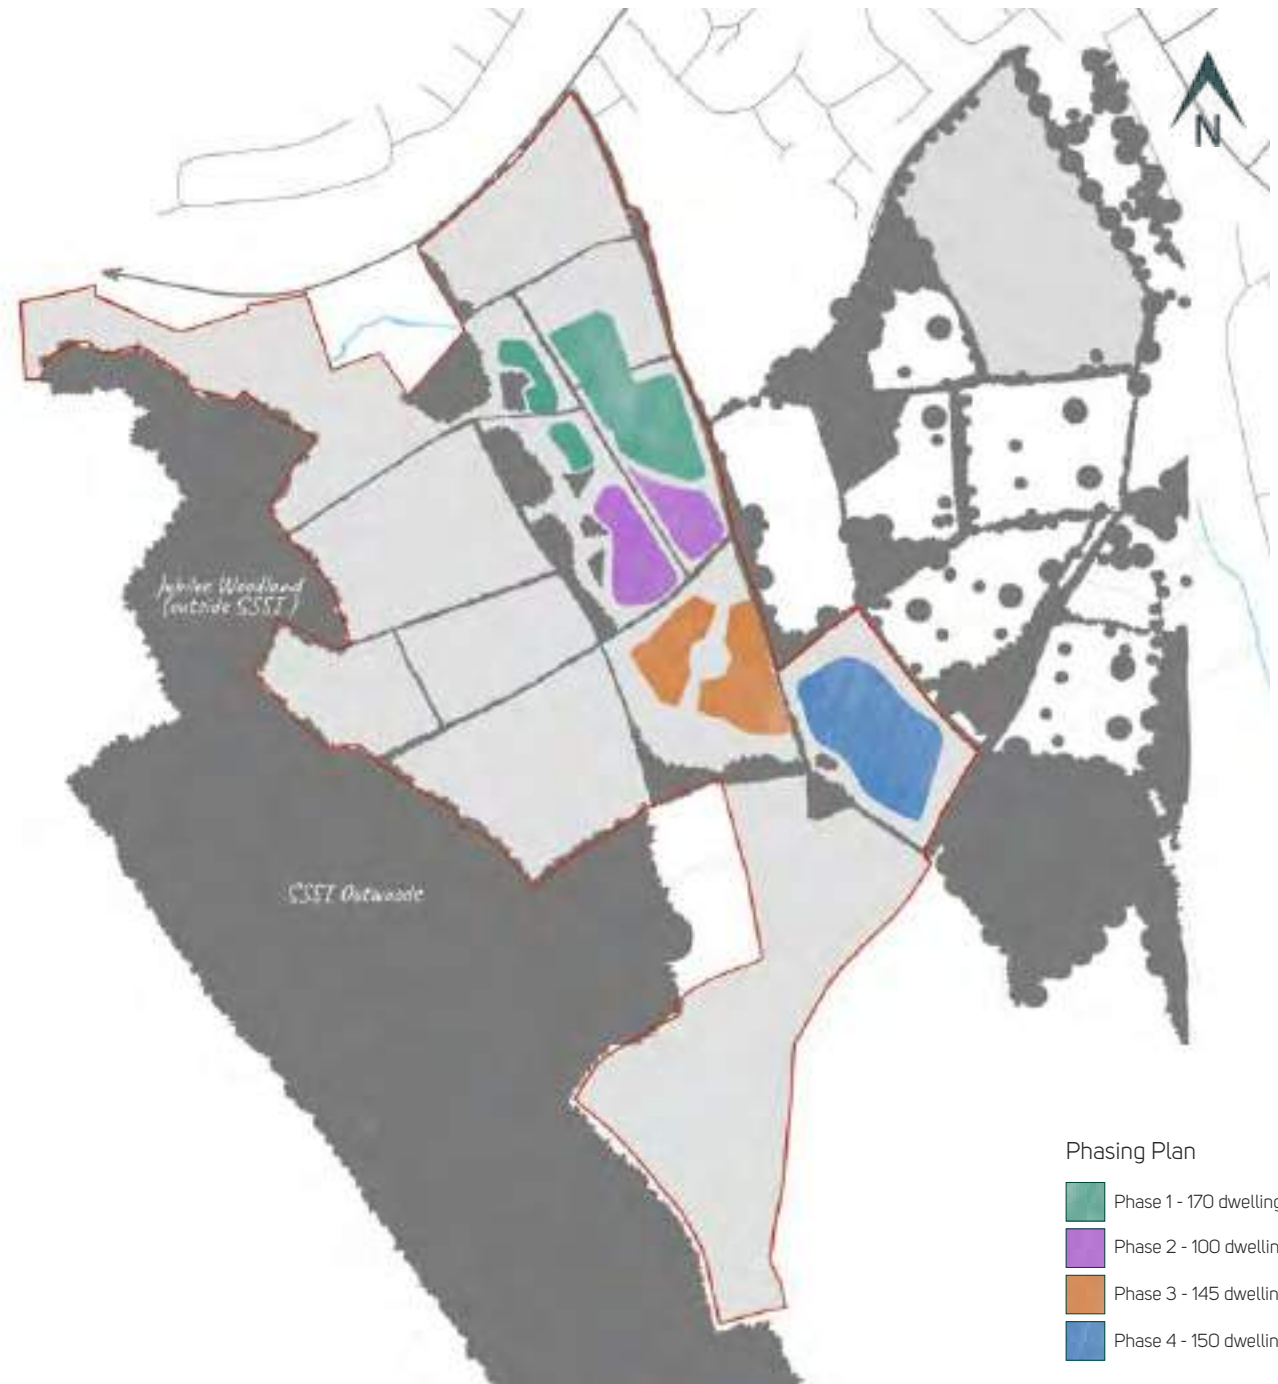 N
Jubilee Woodland
(outside SSSI)
SSSI Outwoods
Phasing Plan
Phase 1 - 170 dwelling
Phase 2 - 100 dwellin
Phase 3 - 145 dwellin
Phase 4 - 150 dwellin